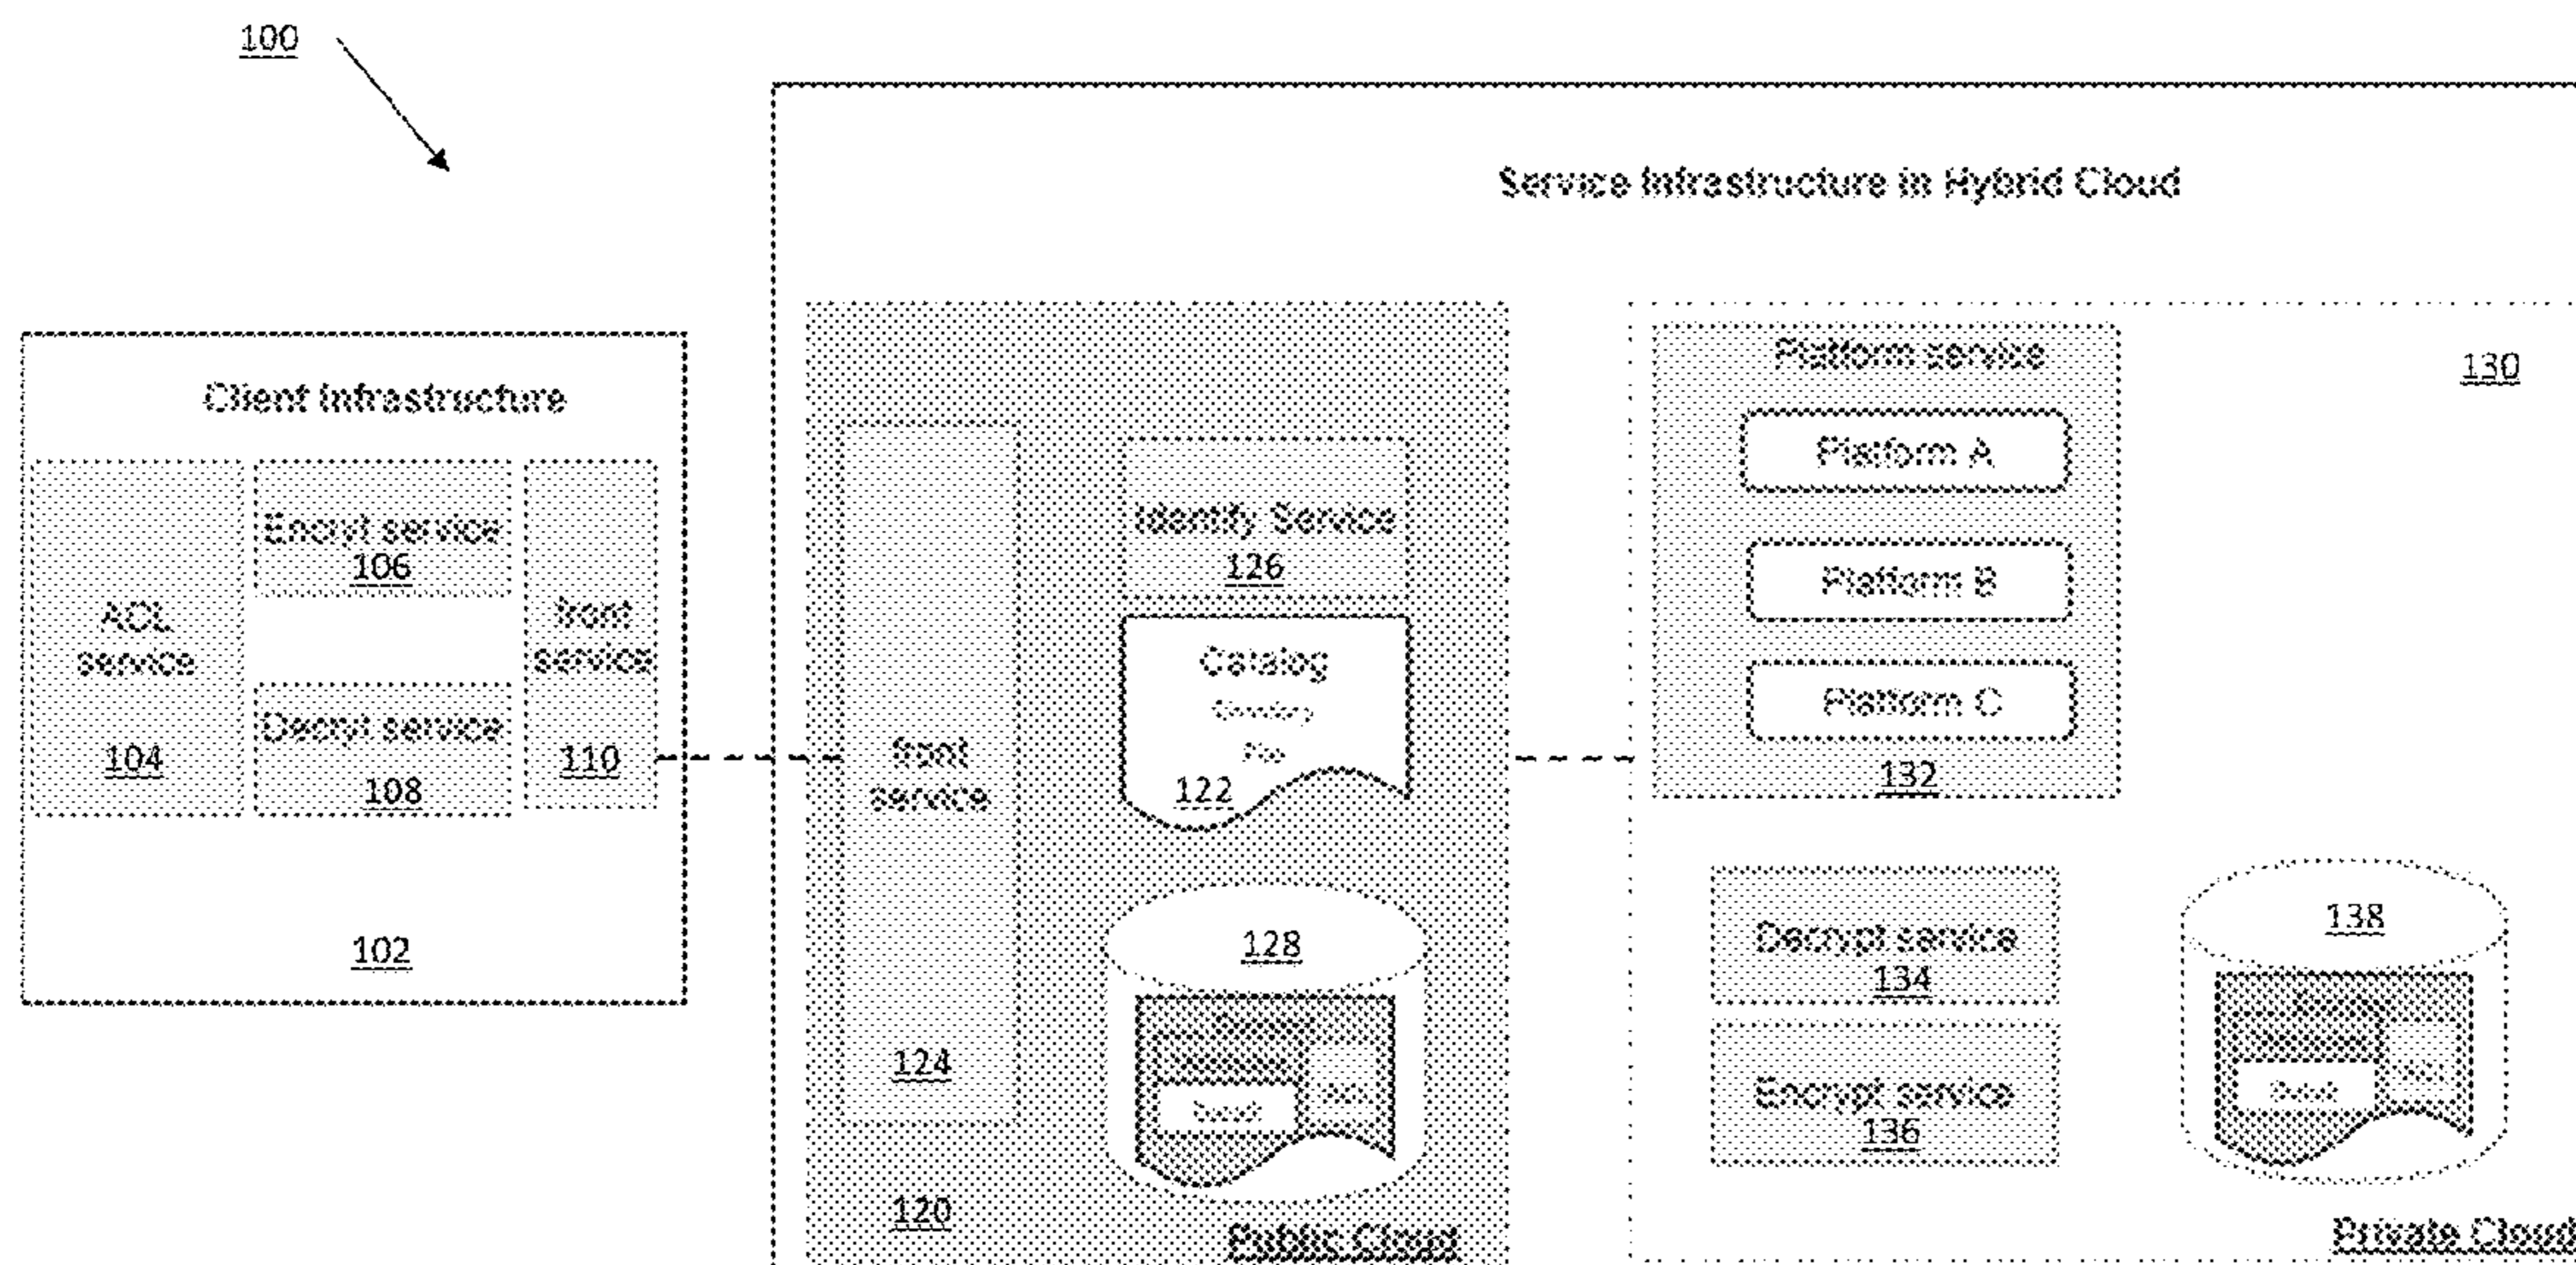 100
Service Infrastructure in Hybrid Cloud
Client Infrastructure
ACL
service
104
Encryt service
106
Decryt service
108
front
service
110
102
front
service
124
120
Identify Service
126
Catalog
122
128
Public Cloud
Platform service
Platform A
Platform B
Platform C
132
130
Decrypt service
134
Encrypt service
136
138
Private Cloud